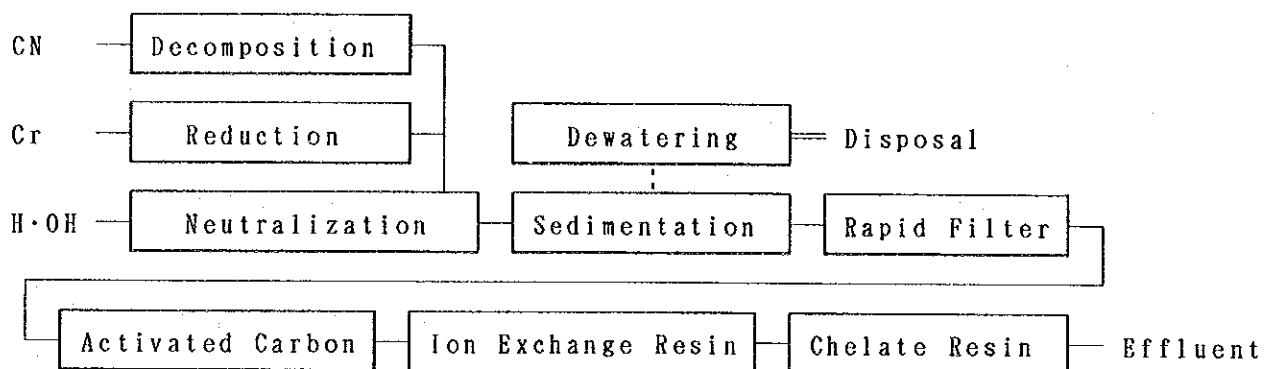 CN Decomposition
Cr Reduction Dewatering Disposal
H·OH Neutralization Sedimentation Rapid Filter
Activated Carbon Ion Exchange Resin Chelate Resin Effluent